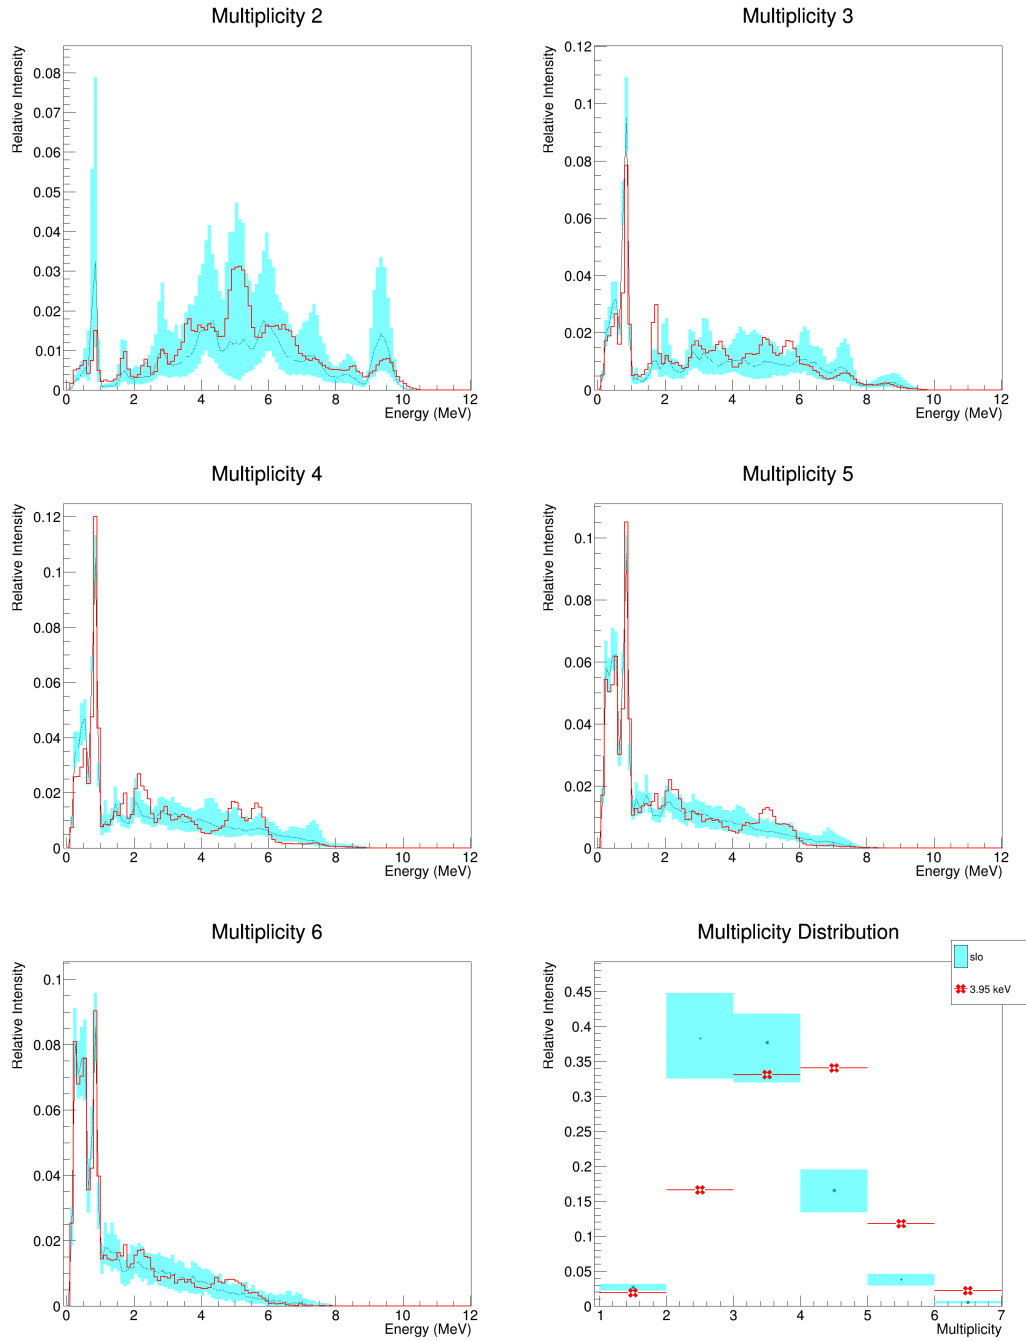 Multiplicity 2
Relative Intensity
0.08
0.07
0.06
0.05
0.04
0.03
0.02
0.01
0
0 2 4 6 8 10 12
Energy (MeV)
Multiplicity 3
Relative Intensity
0.12
0.1
0.08
0.06
0.04
0.02
0
0 2 4 6 8 10 12
Energy (MeV)
Multiplicity 4
Relative Intensity
0.12
0.1
0.08
0.06
0.04
0.02
0
0 2 4 6 8 10 12
Energy (MeV)
Multiplicity 5
Relative Intensity
0.1
0.08
0.06
0.04
0.02
0
0 2 4 6 8 10 12
Energy (MeV)
Multiplicity 6
Relative Intensity
0.1
0.08
0.06
0.04
0.02
0
0 2 4 6 8 10 12
Energy (MeV)
Multiplicity Distribution
slo
3.95 keV
Relative Intensity
0.45
0.4
0.35
0.3
0.25
0.2
0.15
0.1
0.05
0
1 2 3 4 5 6 7
Multiplicity